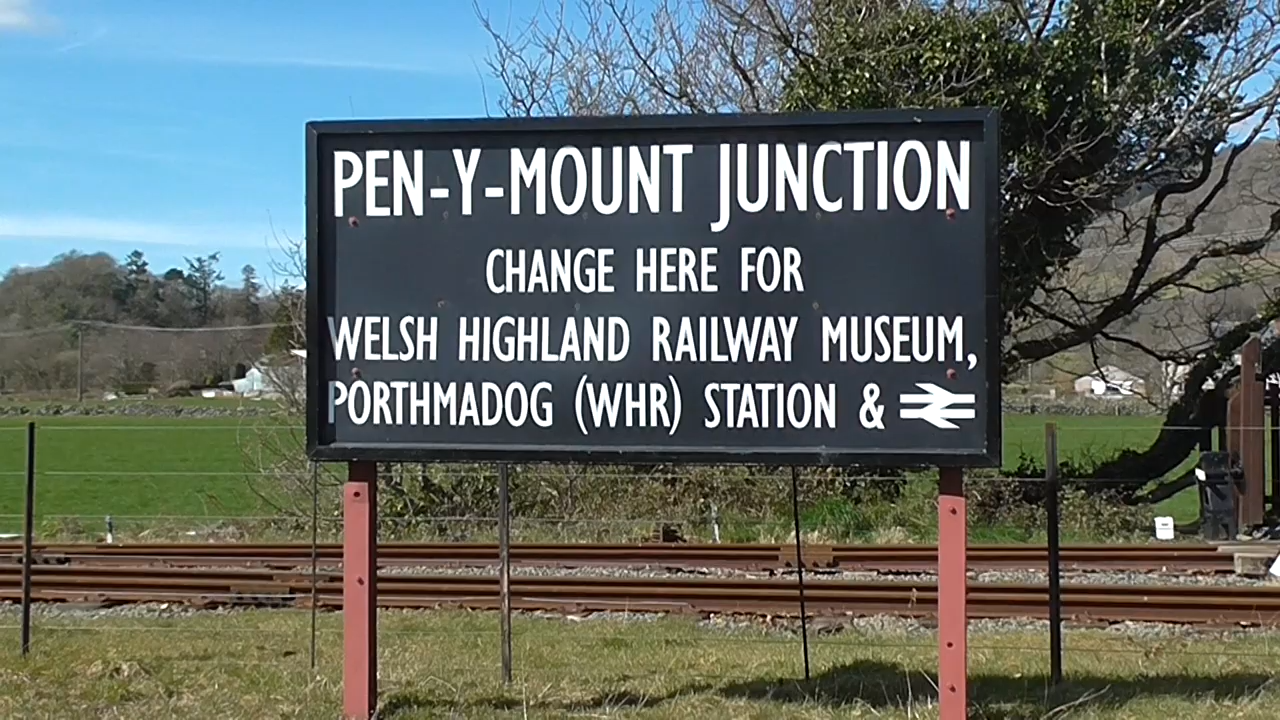 PEN-Y-MOUNT JUNCTION
CHANGE HERE FOR
WELSH HIGHLAND RAILWAY MUSEUM,
PORTHMADOG (WHR) STATION &